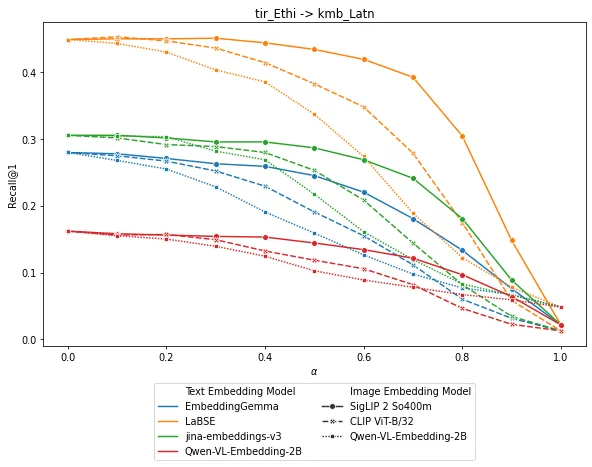 tir_Ethi -> kmb_Latn
Recall@1
0.4
0.3
0.2
0.1
0.0
0.0 0.2 0.4 0.6 0.8 1.0
α
Text Embedding Model
EmbeddingGemma
LaBSE
jina-embeddings-v3
Qwen-VL-Embedding-2B
Image Embedding Model
SigLIP 2 So400m
CLIP ViT-B/32
Qwen-VL-Embedding-2B